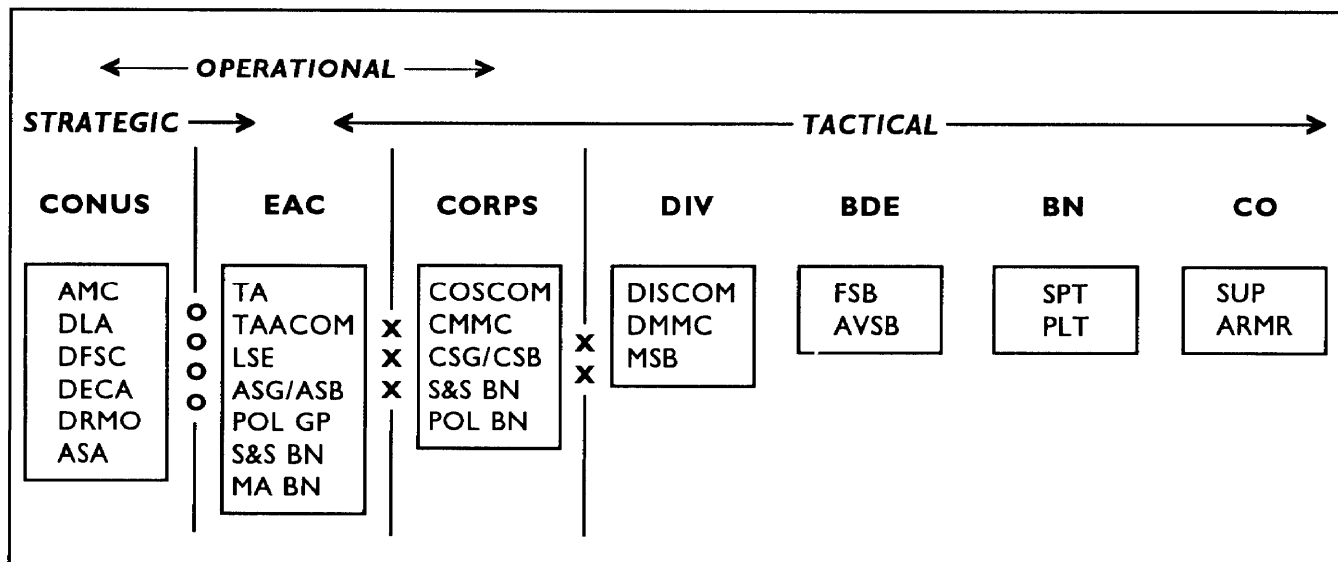 OPERATIONAL
STRATEGIC TACTICAL
CONUS EAC CORPS DIV BDE BN CO
AMC
DLA
DFSC
DECA
DRMO
ASA
o
o
o
o
TA
TAACOM
LSE
ASG/ASB
POL GP
S&S BN
MA BN
x
x
x
COSCOM
CMMC
CSG/CSB
S&S BN
POL BN
x
x
DISCOM
DMMC
MSB
FSB
AVSB
SPT
PLT
SUP
ARMR